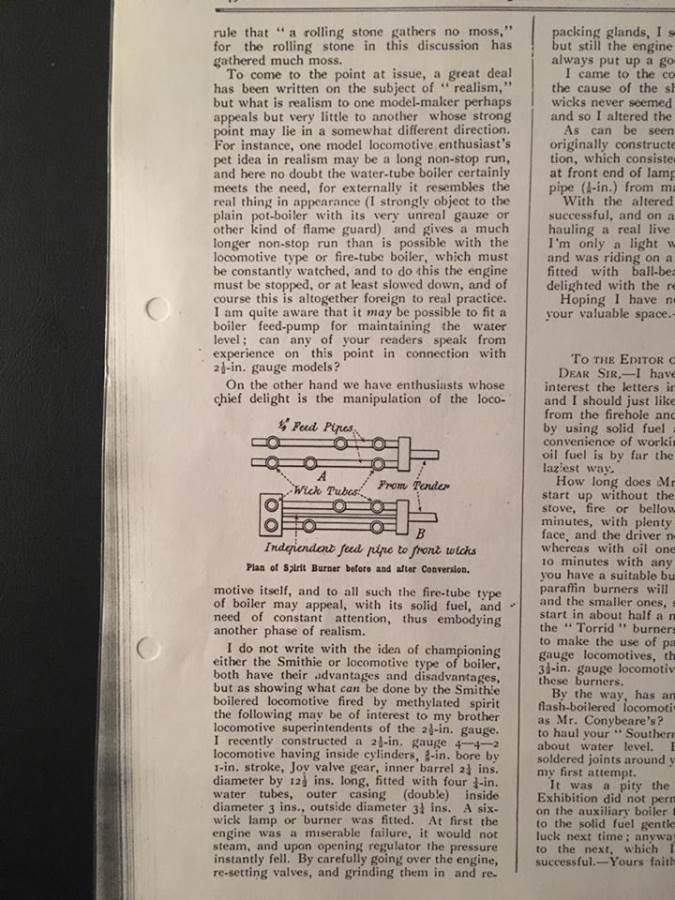 rule that “ a rolling stone gathers no moss,”
for the rolling stone in this discussion has
gathered much moss.
To come to the point at issue, a great deal
has been written on the subject of “ realism,”
but what is realism to one model-maker perhaps
appeals but very little to another whose strong
point may lie in a somewhat different direction.
For instance, one model locomotive enthusiast’s
pet idea in realism may be a long non-stop run,
and here no doubt the water-tube boiler certainly
meets the need, for externally it resembles the
real thing in appearance (I strongly object to the
plain pot-boiler with its very unreal gauze or
other kind of flame guard) and gives a much
longer non-stop run than is possible with the
locomotive type or fire-tube boiler, which must
be constantly watched, and to do this the engine
must be stopped, or at least slowed down, and of
course this is altogether foreign to real practice.
I am quite aware that it may be possible to fit a
boiler feed-pump for maintaining the water
level ; can any of your readers speak from
experience on this point in connection with
2½-in. gauge models?
On the other hand we have enthusiasts whose
chief delight is the manipulation of the loco-
⅛" Feed Pipes
A
Wick Tubes
From Tender
B
Independent feed pipe to front wicks
Plan of Spirit Burner before and after Conversion.
motive itself, and to all such the fire-tube type
of boiler may appeal, with its solid fuel, and
need of constant attention, thus embodying
another phase of realism.
I do not write with the idea of championing
either the Smithie or locomotive type of boiler,
both have their advantages and disadvantages,
but as showing what can be done by the Smithie
boilered locomotive fired by methylated spirit
the following may be of interest to my brother
locomotive superintendents of the 2½-in. gauge.
I recently constructed a 2½-in. gauge 4—4—2
locomotive having inside cylinders, -in. bore by
1-in. stroke, Joy valve gear, inner barrel 2¼ ins.
diameter by 12½ ins. long, fitted with four ¼-in.
water tubes, outer casing (double) inside
diameter 3 ins., outside diameter 3¼ ins. A six-
wick lamp or burner was fitted. At first the
engine was a miserable failure, it would not
steam, and upon opening regulator the pressure
instantly fell. By carefully going over the engine,
re-setting valves, and grinding them in and re-
packing glands, I
but still the engine
always put up a
I came to the
the cause of the
wicks never seemed
and so I altered the
As can be seen
originally
tion, which
at front end of
pipe (⅛-in.) from
With the altered
successful, and on a
hauling a real live
I’m only a light
and was riding on a
fitted with
delighted with the
Hoping I have
your valuable space.—
TO THE EDITOR
DEAR SIR,—I have
interest the letters
and I should just like
from the firehole and
by using solid fuel
convenience of
oil fuel is by far the
laziest way.
How long does
start up without the
stove, fire or
minutes, with plenty
face, and the driver
whereas with oil one
10 minutes with any
you have a suitable
paraffin burners will
and the smaller ones,
start in about half a
the “ Torrid ” burners
to make the use of
gauge locomotives,
3½-in. gauge
these burners.
By the way, has
flash-boilered
as Mr. Conybeare’s?
to haul your “
about water level.
soldered joints around
my first attempt.
It was a pity the
Exhibition did not
on the auxiliary boiler
to the solid fuel
luck next time ;
to the next, which I
successful.—Yours